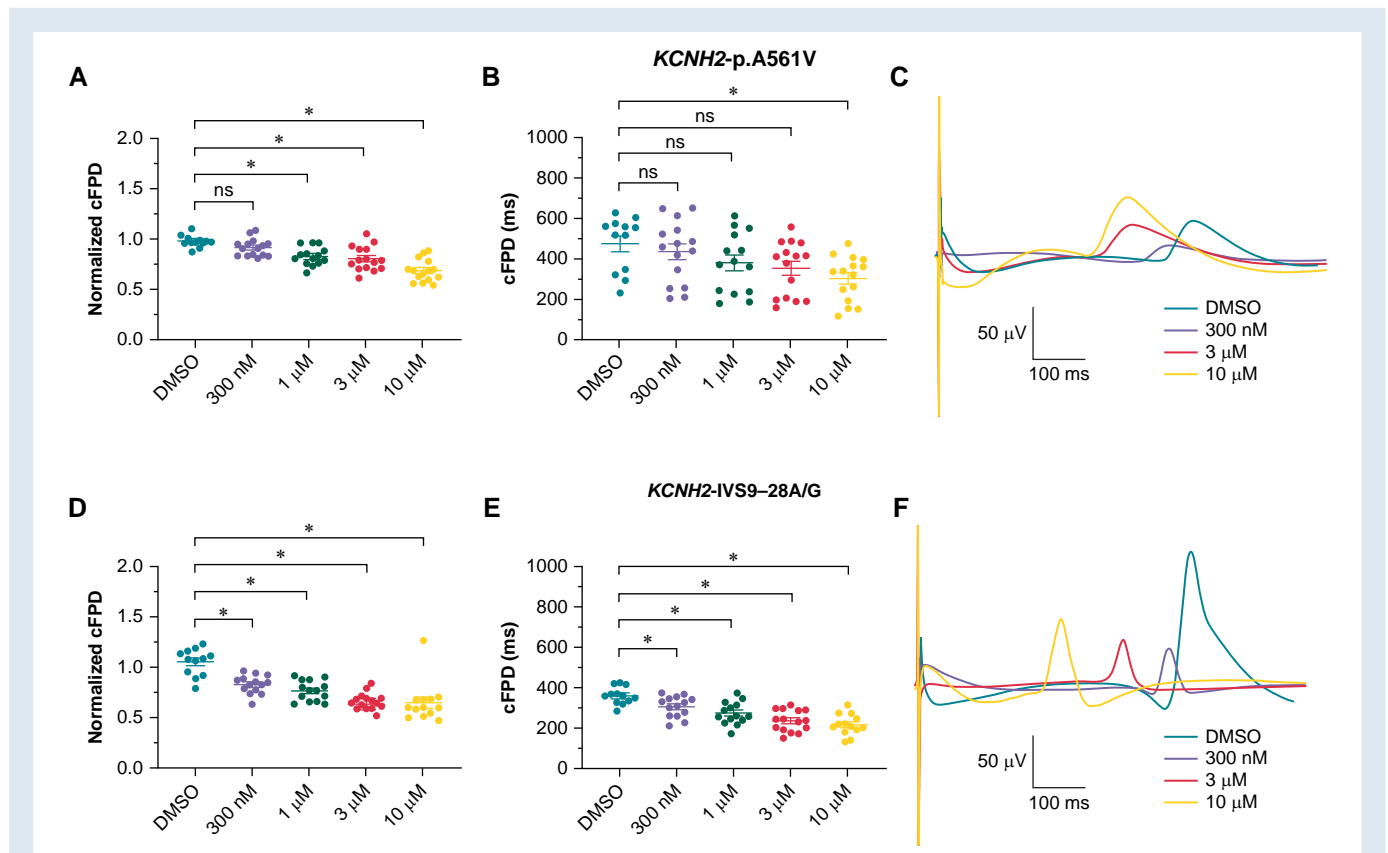 KCNH2-p.A561V
A
B
C
*
*
*
ns
2.0
1.5
1.0
0.5
0.0
Normalized cFPD
DMSO
300 nM
1 μM
3 μM
10 μM
*
ns
ns
ns
1000
800
600
400
200
0
cFPD (ms)
DMSO
300 nM
1 μM
3 μM
10 μM
50 μV
100 ms
DMSO
300 nM
3 μM
10 μM
KCNH2-IVS9–28A/G
D
E
F
*
*
*
*
2.0
1.5
1.0
0.5
0.0
Normalized cFPD
DMSO
300 nM
1 μM
3 μM
10 μM
*
*
*
*
1000
800
600
400
200
0
cFPD (ms)
DMSO
300 nM
1 μM
3 μM
10 μM
50 μV
100 ms
DMSO
300 nM
3 μM
10 μM